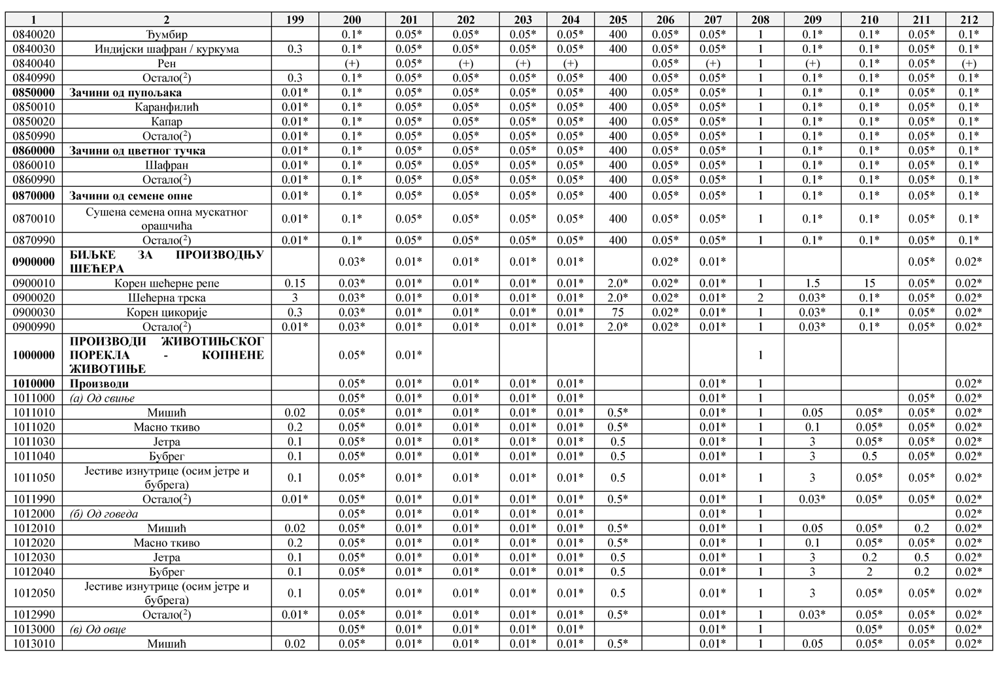 1 2 199 200 201 202 203 204 205 206 207 208 209 210 211 212
0840020 Ђумбир 0.1* 0.05* 0.05* 0.05* 0.05* 400 0.05* 0.05* 1 0.1* 0.1* 0.05* 0.1*
0840030 Индијски шафран / куркума 0.3 0.1* 0.05* 0.05* 0.05* 0.05* 400 0.05* 0.05* 1 0.1* 0.1* 0.05* 0.1*
0840040 Рен (+) 0.05* (+) (+) (+) 0.05* (+) 1 (+) 0.1* 0.05* (+)
0840990 Остало(²) 0.3 0.1* 0.05* 0.05* 0.05* 0.05* 400 0.05* 0.05* 1 0.1* 0.1* 0.05* 0.1*
0850000 Зачини од пупољака 0.01* 0.1* 0.05* 0.05* 0.05* 0.05* 400 0.05* 0.05* 1 0.1* 0.1* 0.05* 0.1*
0850010 Каранфилић 0.01* 0.1* 0.05* 0.05* 0.05* 0.05* 400 0.05* 0.05* 1 0.1* 0.1* 0.05* 0.1*
0850020 Капар 0.01* 0.1* 0.05* 0.05* 0.05* 0.05* 400 0.05* 0.05* 1 0.1* 0.1* 0.05* 0.1*
0850990 Остало(²) 0.01* 0.1* 0.05* 0.05* 0.05* 0.05* 400 0.05* 0.05* 1 0.1* 0.1* 0.05* 0.1*
0860000 Зачини од цветног тучка 0.01* 0.1* 0.05* 0.05* 0.05* 0.05* 400 0.05* 0.05* 1 0.1* 0.1* 0.05* 0.1*
0860010 Шафран 0.01* 0.1* 0.05* 0.05* 0.05* 0.05* 400 0.05* 0.05* 1 0.1* 0.1* 0.05* 0.1*
0860990 Остало(²) 0.01* 0.1* 0.05* 0.05* 0.05* 0.05* 400 0.05* 0.05* 1 0.1* 0.1* 0.05* 0.1*
0870000 Зачини од семене опне 0.01* 0.1* 0.05* 0.05* 0.05* 0.05* 400 0.05* 0.05* 1 0.1* 0.1* 0.05* 0.1*
Сушена семена опна мускатног
0870010 орашчића 0.01* 0.1* 0.05* 0.05* 0.05* 0.05* 400 0.05* 0.05* 1 0.1* 0.1* 0.05* 0.1*
0870990 Остало(²) 0.01* 0.1* 0.05* 0.05* 0.05* 0.05* 400 0.05* 0.05* 1 0.1* 0.1* 0.05* 0.1*
БИЉКЕ ЗА ПРОИЗВОДЊУ
0900000 ШЕЋЕРА 0.03* 0.01* 0.01* 0.01* 0.01* 0.02* 0.01* 0.05* 0.02*
0900010 Корен шећерне репе 0.15 0.03* 0.01* 0.01* 0.01* 0.01* 2.0* 0.02* 0.01* 1 1.5 15 0.05* 0.02*
0900020 Шећерна трска 3 0.03* 0.01* 0.01* 0.01* 0.01* 2.0* 0.02* 0.01* 2 0.03* 0.1* 0.05* 0.02*
0900030 Корен цикорије 0.3 0.03* 0.01* 0.01* 0.01* 0.01* 75 0.02* 0.01* 1 0.03* 0.1* 0.05* 0.02*
0900990 Остало(²) 0.01* 0.03* 0.01* 0.01* 0.01* 0.01* 2.0* 0.02* 0.01* 1 0.03* 0.1* 0.05* 0.02*
ПРОИЗВОДИ ЖИВОТИЊСКОГ
1000000 ПОРЕКЛА - КОПНЕНЕ 0.05* 0.01* 1
ЖИВОТИЊЕ
1010000 Производи 0.05* 0.01* 0.01* 0.01* 0.01* 0.01* 1 0.02*
1011000 (а) Од свиње 0.05* 0.01* 0.01* 0.01* 0.01* 0.01* 1 0.05* 0.02*
1011010 Мишић 0.02 0.05* 0.01* 0.01* 0.01* 0.01* 0.5* 0.01* 1 0.05 0.05* 0.05* 0.02*
1011020 Масно ткиво 0.2 0.05* 0.01* 0.01* 0.01* 0.01* 0.5* 0.01* 1 0.1 0.05* 0.05* 0.02*
1011030 Јетра 0.1 0.05* 0.01* 0.01* 0.01* 0.01* 0.5 0.01* 1 3 0.05* 0.05* 0.02*
1011040 Бубрег 0.1 0.05* 0.01* 0.01* 0.01* 0.01* 0.5 0.01* 1 3 0.5 0.05* 0.02*
Јестиве изнутрице (осим јетре и
1011050 бубрега) 0.1 0.05* 0.01* 0.01* 0.01* 0.01* 0.5 0.01* 1 3 0.05* 0.05* 0.02*
1011990 Остало(²) 0.01* 0.05* 0.01* 0.01* 0.01* 0.01* 0.5* 0.01* 1 0.03* 0.05* 0.05* 0.02*
1012000 (б) Од говеда 0.05* 0.01* 0.01* 0.01* 0.01* 0.01* 1 0.02*
1012010 Мишић 0.02 0.05* 0.01* 0.01* 0.01* 0.01* 0.5* 0.01* 1 0.05 0.05* 0.2 0.02*
1012020 Масно ткиво 0.2 0.05* 0.01* 0.01* 0.01* 0.01* 0.5* 0.01* 1 0.1 0.05* 0.05* 0.02*
1012030 Јетра 0.1 0.05* 0.01* 0.01* 0.01* 0.01* 0.5 0.01* 1 3 0.2 0.5 0.02*
1012040 Бубрег 0.1 0.05* 0.01* 0.01* 0.01* 0.01* 0.5 0.01* 1 3 2 0.2 0.02*
Јестиве изнутрице (осим јетре и
1012050 бубрега) 0.1 0.05* 0.01* 0.01* 0.01* 0.01* 0.5 0.01* 1 3 0.05* 0.05* 0.02*
1012990 Остало(²) 0.01* 0.05* 0.01* 0.01* 0.01* 0.01* 0.5* 0.01* 1 0.03* 0.05* 0.05* 0.02*
1013000 (в) Од овце 0.05* 0.01* 0.01* 0.01* 0.01* 0.01* 1 0.05* 0.05* 0.02*
1013010 Мишић 0.02 0.05* 0.01* 0.01* 0.01* 0.01* 0.5* 0.01* 1 0.05 0.05* 0.05* 0.02*